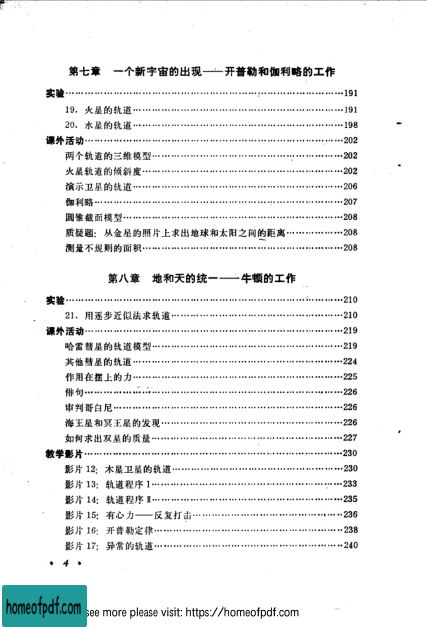 第七章 一个新宇宙的出现——开普勒和伽利略的工作
实验……191
19. 火星的轨道……191
20. 水星的轨道……198
课外活动……202
两个轨道的三维模型……202
火星轨道的倾斜度……202
演示卫星的轨道……206
伽利略……207
圆锥截面模型……208
质疑题：从金星的照片上求出地球和太阳之间的距离……208
测量不规则的面积……208
第八章 地和天的统一——牛顿的工作
实验……210
21. 用逐步近似法求轨道……210
课外活动……219
哈雷彗星的轨道模型……219
其他彗星的轨道……224
作用在摆上的力……225
俳句……226
审判哥白尼……226
海王星和冥王星的发现……226
如何求出双星的质量……227
教学影片……230
影片 12：木星卫星的轨道……230
影片 13：轨道程序 Ⅰ……233
影片 14：轨道程序 Ⅱ……235
影片 15：有心力——反复打击……236
影片 16：开普勒定律……238
影片 17：异常的轨道……240
• 4 •
homeofpdf.com
see more please visit: https://homeofpdf.com